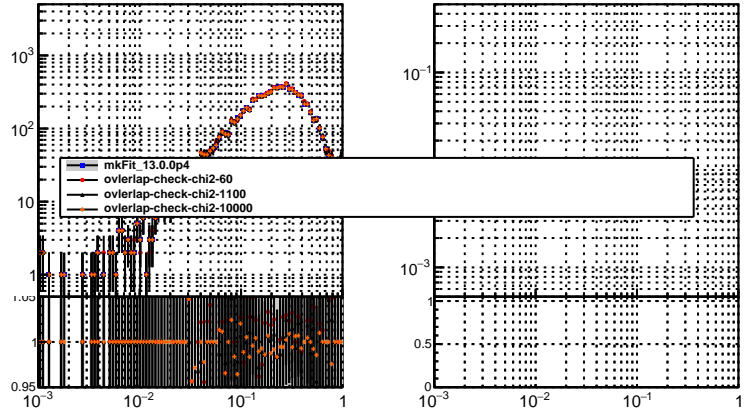 10³
10²
10
1
mkFit_13.0.0p4
ovlerlap-check-chi2-60
ovlerlap-check-chi2-1100
ovlerlap-check-chi2-10000
1.05
1
0.95
10⁻³ 10⁻² 10⁻¹ 1
10⁻¹
10⁻³
1
0.5
0
10⁻³ 10⁻² 10⁻¹ 1